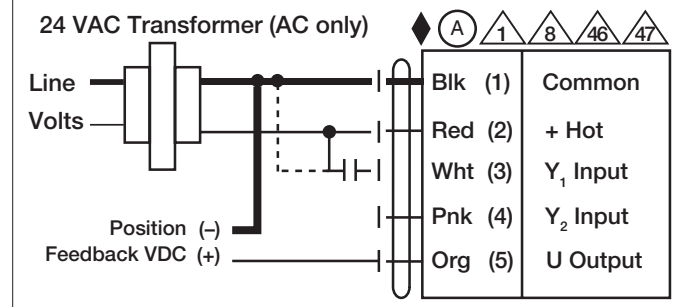 24 VAC Transformer (AC only)
A 1 8 46 47
Line
Volts
Blk (1) Common
Red (2) + Hot
Wht (3) Y₁ Input
Pnk (4) Y₂ Input
Org (5) U Output
Position (–)
Feedback VDC (+)